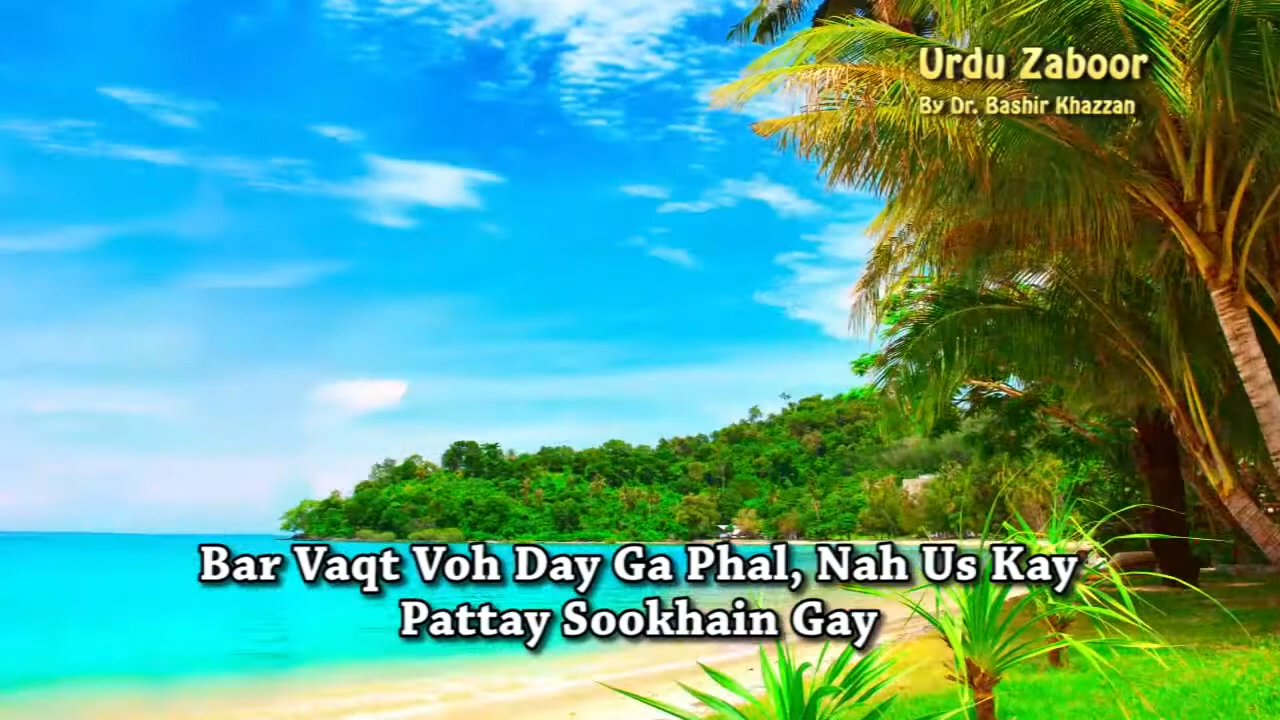 Urdu Zaboor
By Dr. Bashir Khazzan
Bar Vaqt Voh Day Ga Phal, Nah Us Kay
Pattay Sookhain Gay